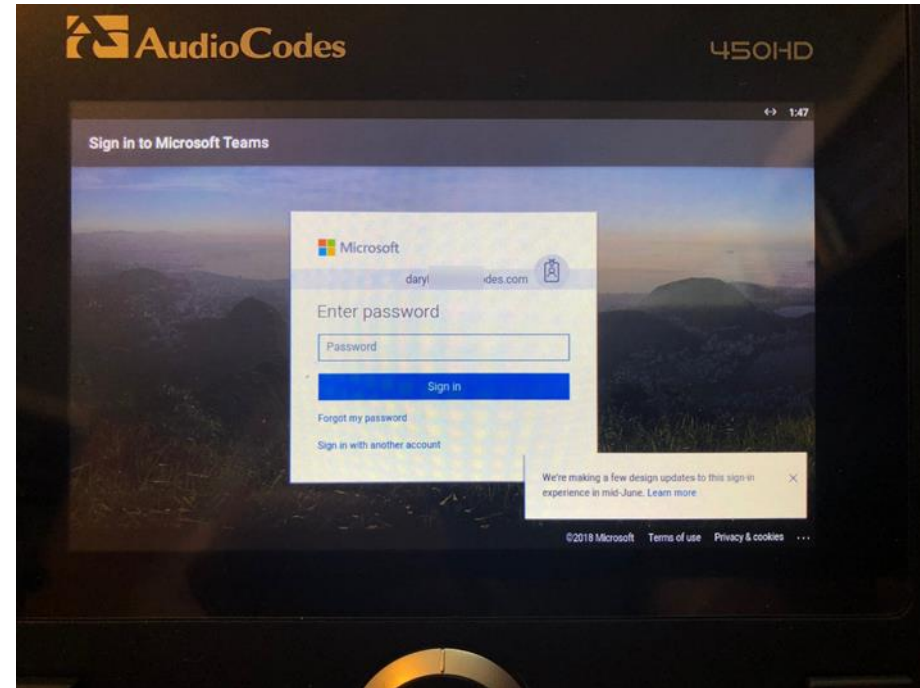 AudioCodes
450HD
1:47
Sign in to Microsoft Teams
Microsoft
daryl des.com
Enter password
Password
Sign in
Forgot my password
Sign in with another account
We're making a few design updates to this sign-in
experience in mid-June. Learn more
©2018 Microsoft Terms of use Privacy & cookies ...